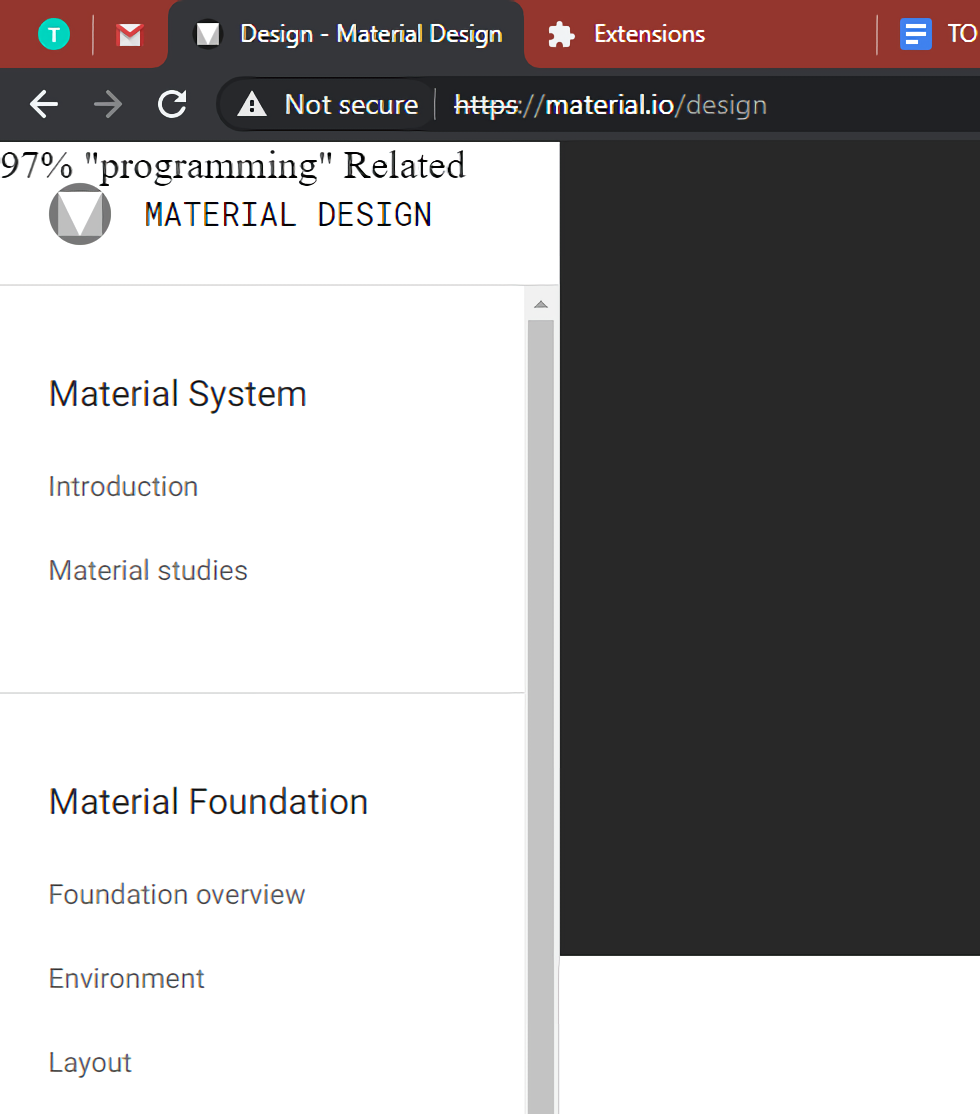 T
Design - Material Design
Extensions
TO
Not secure
https://material.io/design
97% "programming" Related
MATERIAL DESIGN
Material System
Introduction
Material studies
Material Foundation
Foundation overview
Environment
Layout